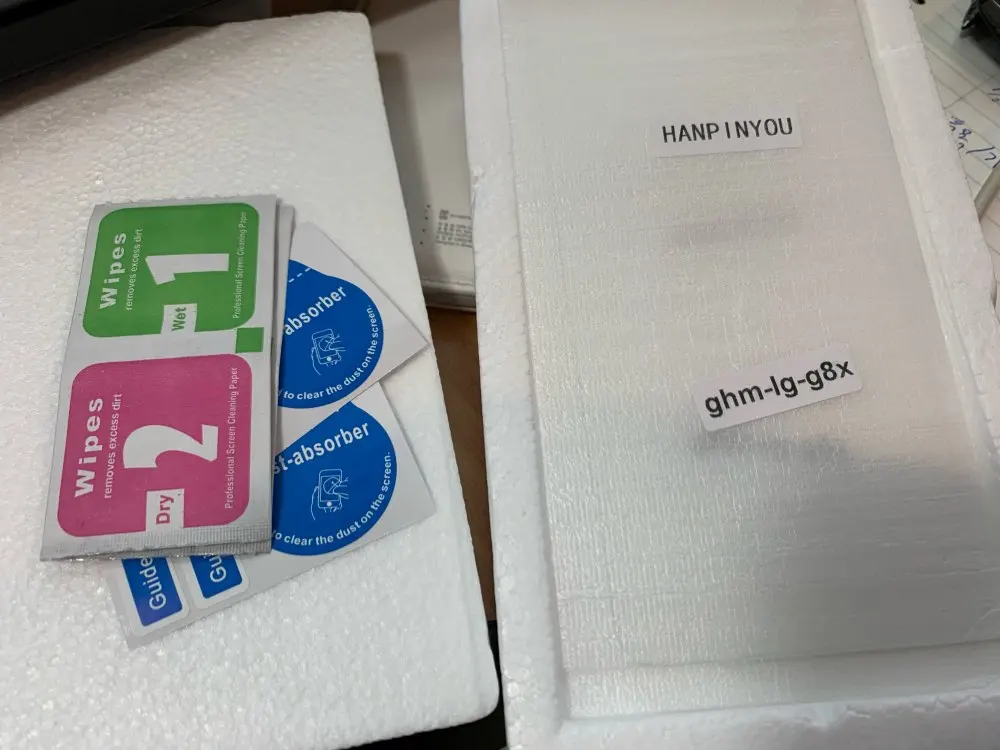 Wipes
removes excess dirt
1
Wet
Professional Screen Cleaning Paper
Wipes
removes excess dirt
2
Dry
Professional Screen Cleaning Paper
absorber
to clear the dust on the screen.
st-absorber
to clear the dust on the screen.
Guide
Gui
HANPINYOU
ghm-lg-g8x